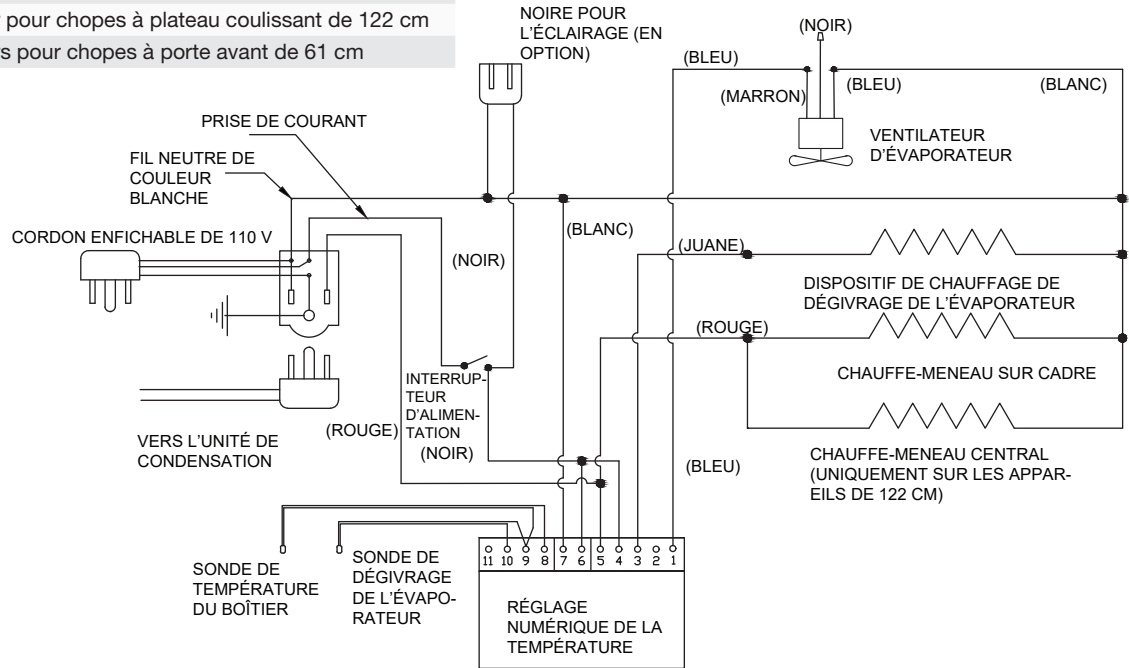 pour chopes à plateau coulissant de 122 cm
pour chopes à porte avant de 61 cm
NOIRE POUR
L'ÉCLAIRAGE (EN
OPTION)
(NOIR)
(BLEU)
(MARRON)
(BLEU)
(BLANC)
VENTILATEUR
D'ÉVAPORATEUR
PRISE DE COURANT
FIL NEUTRE DE
COULEUR
BLANCHE
CORDON ENFICHABLE DE 110 V
(NOIR)
(BLANC)
(JUANE)
DISPOSITIF DE CHAUFFAGE DE
DÉGIVRAGE DE L'ÉVAPORATEUR
(ROUGE)
CHAUFFE-MENEAU SUR CADRE
INTERRUP-
TEUR
D'ALIMEN-
TATION
(NOIR)
(ROUGE)
VERS L'UNITÉ DE
CONDENSATION
(BLEU)
CHAUFFE-MENEAU CENTRAL
(UNIQUEMENT SUR LES APPAR-
EILS DE 122 CM)
SONDE DE
TEMPÉRATURE
DU BOÎTIER
SONDE DE
DÉGIVRAGE
DE L'ÉVAPO-
RATEUR
11 10 9 8 7 6 5 4 3 2 1
RÉGLAGE
NUMÉRIQUE DE LA
TEMPÉRATURE